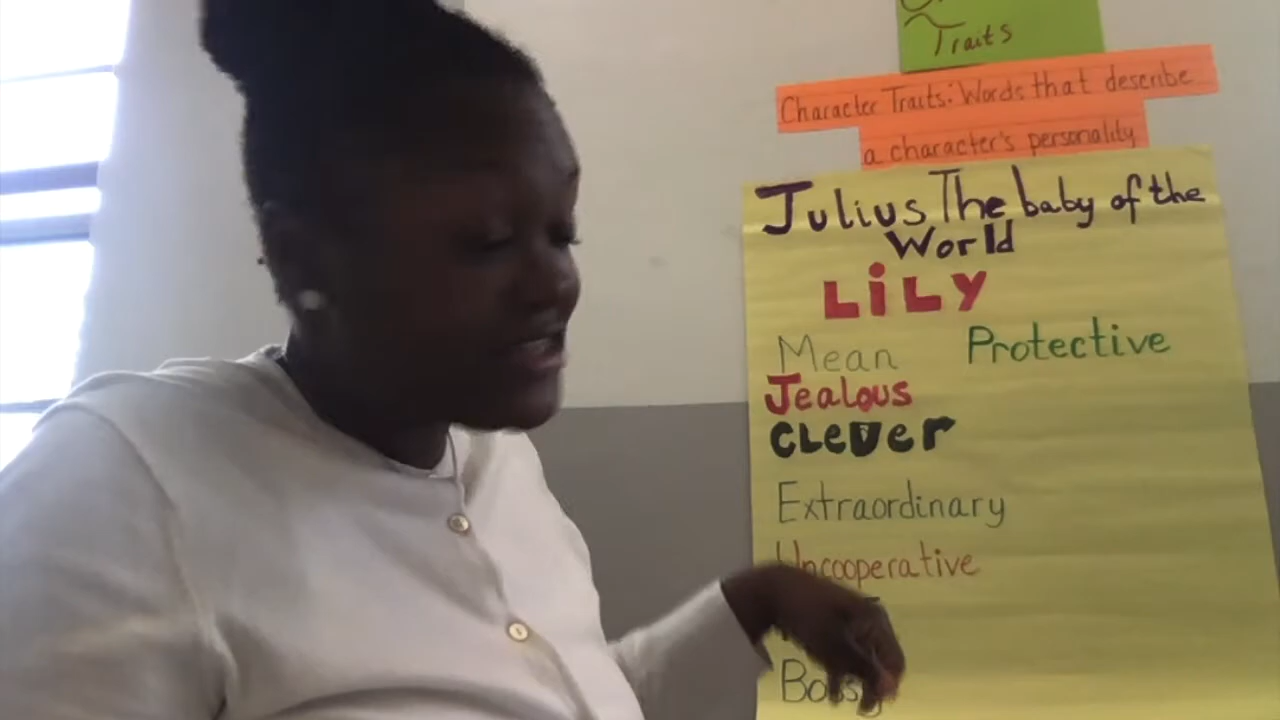 Traits
Character Traits: Words that describe
a character's personality
Julius The baby of the
World
LiLY
Mean Protective
Jealous
CLEVer
Extraordinary
Uncooperative
Bossy